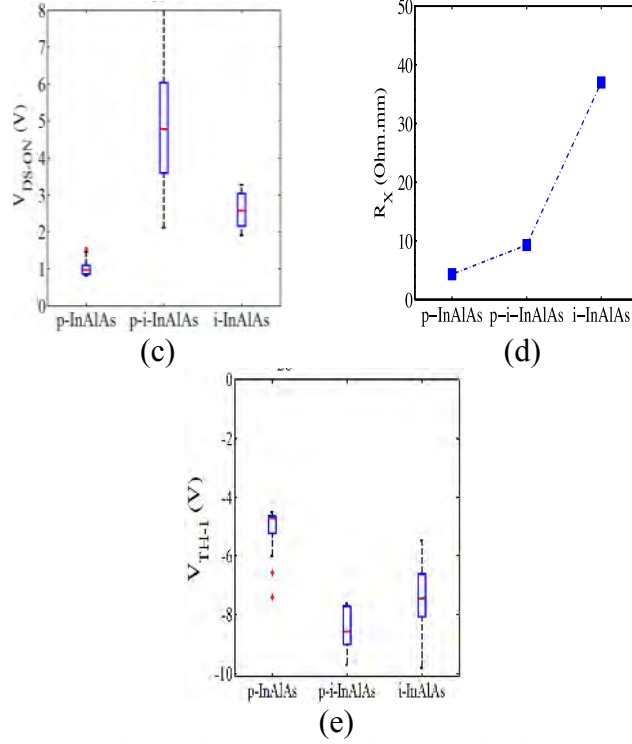 8
7
6
5
4
3
2
1
0
V_DS-ON (V)
p-InAlAs p-i-InAlAs i-InAlAs
(c)
50
40
30
20
10
0
R_X (Ohm.mm)
p−InAlAs p−i−InAlAs i−InAlAs
(d)
0
-2
-4
-6
-8
-10
V_TH-1 (V)
p-InAlAs p-i-InAlAs i-InAlAs
(e)